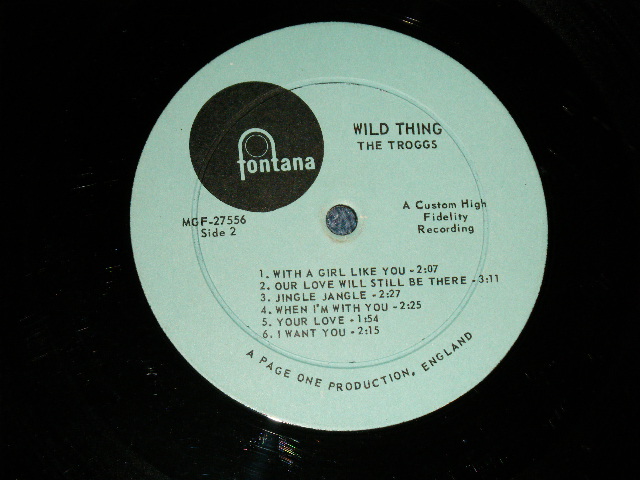 fontana
WILD THING
THE TROGGS
MGF-27556
Side 2
A Custom High
Fidelity
Recording
1. WITH A GIRL LIKE YOU - 2:07
2. OUR LOVE WILL STILL BE THERE - 3:11
3. JINGLE JANGLE - 2:27
4. WHEN I'M WITH YOU - 2:25
5. YOUR LOVE - 1:54
6. I WANT YOU - 2:15
A PAGE ONE PRODUCTION, ENGLAND